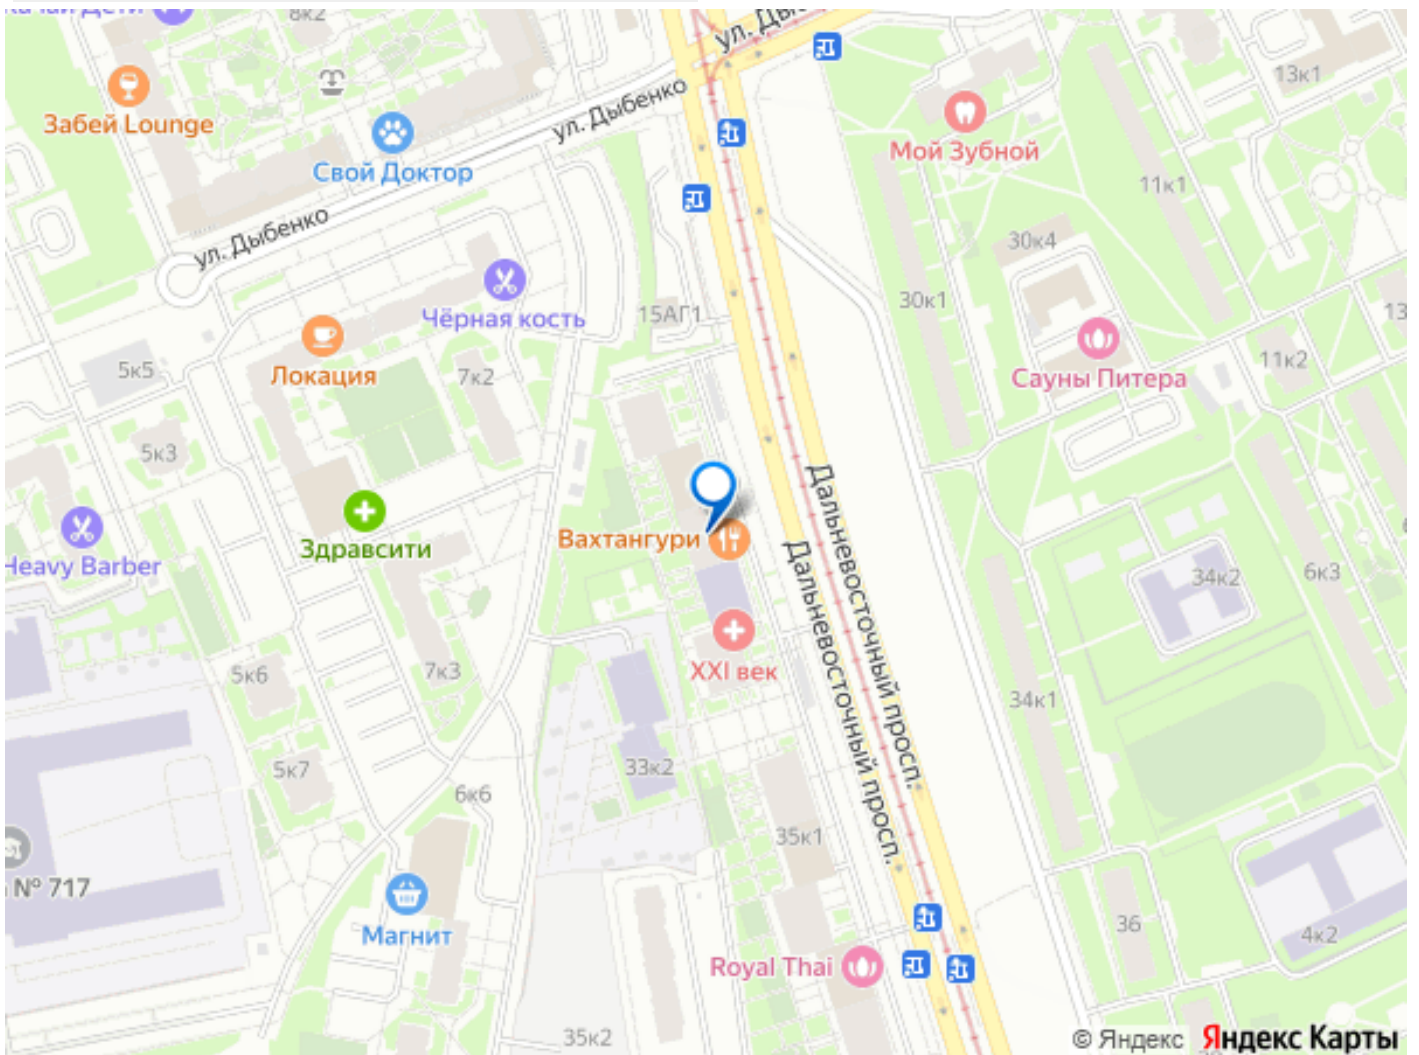 8к2
ул. Ды
13к1
Забей Lounge
ул. Дыбенко
Мой Зубной
Свой Доктор
11к1
ул. Дыбенко
30к4
30к1
Чёрная кость
15АГ1
13
5к5
Локация
7к2
Сауны Питера
11к2
5к3
Здравсити
Вахтангури
Дальневосточный просп.
Дальневосточный просп.
Heavy Barber
34к2
6к3
5к6
7к3
XXI век
34к1
5к7
33к2
6к6
35к1
№ 717
Магнит
36
4к2
Royal Thai
35к2
© Яндекс Яндекс Карты